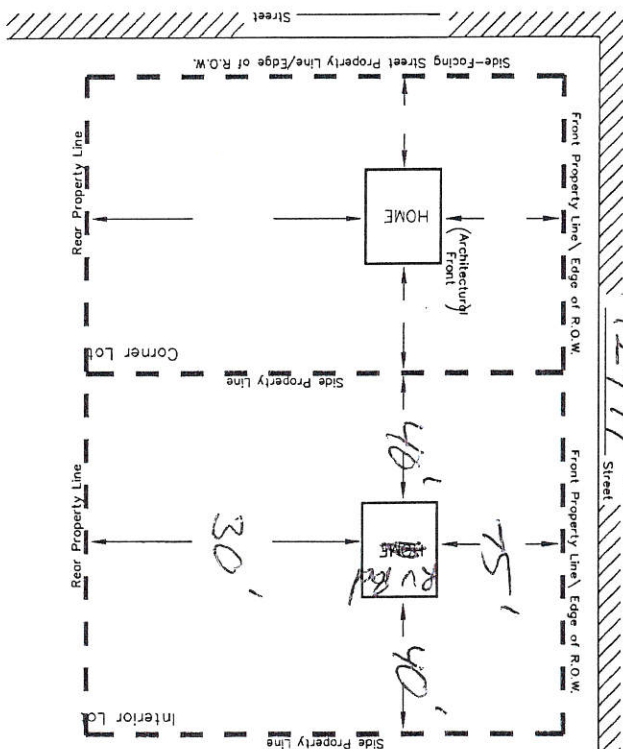 Street
Side-Facing Street Property Line/Edge of R.O.W.
Rear Property Line
HOME
(Architectural
Front)
Front Property Line\ Edge of R.O.W.
Corner Lot
Side Property Line
Street
40'
Rear Property Line
30'
HOME
RV Pad
75'
Front Property Line\ Edge of R.O.W.
40'
Interior Lot
Side Property Line